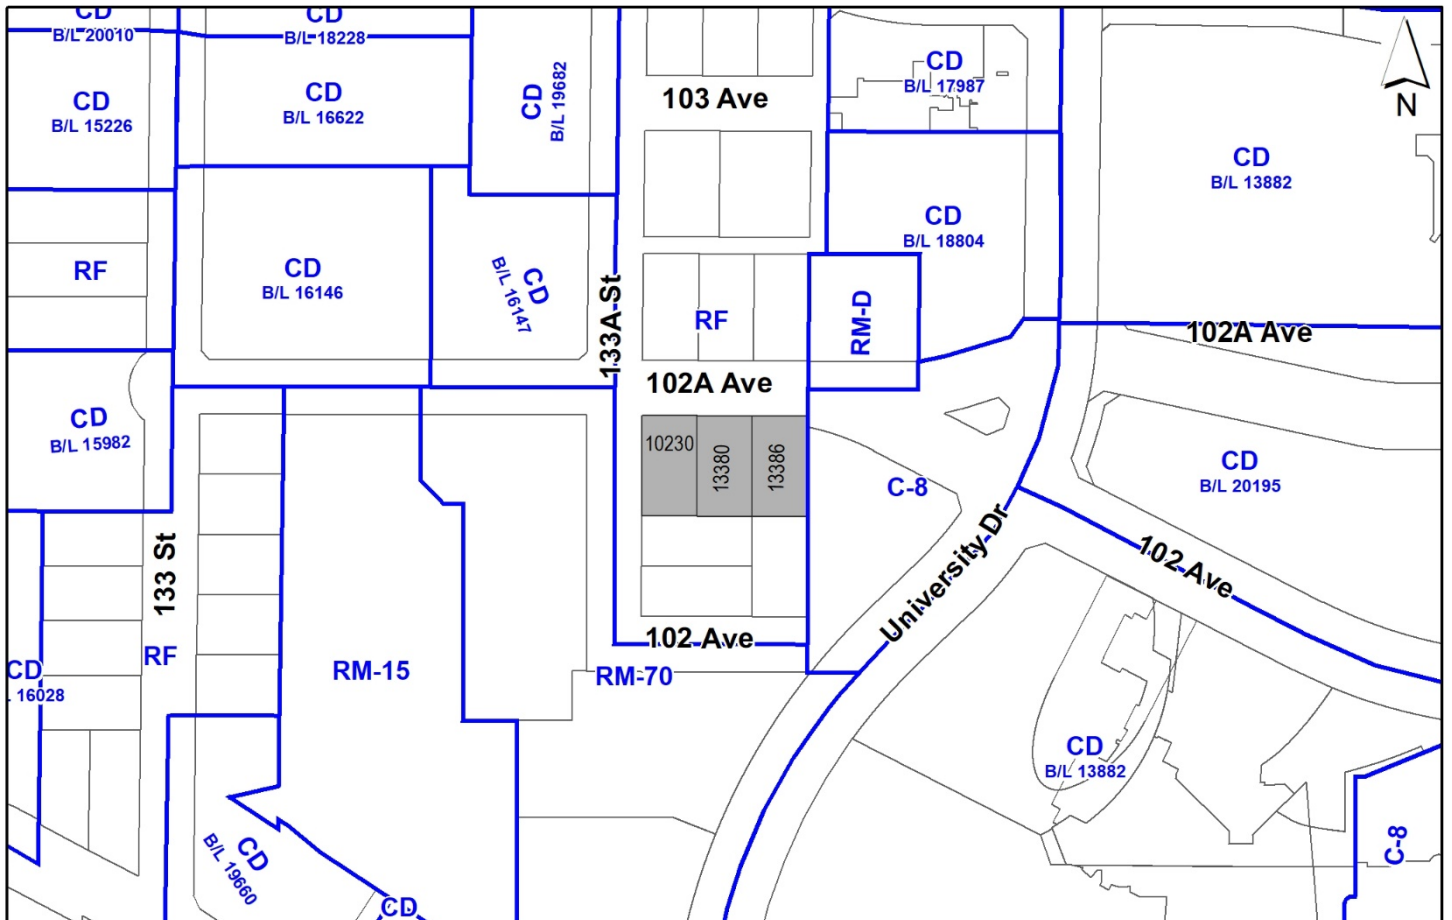 CD
B/L 20010
CD
B/L 18228
CD
B/L 15226
CD
B/L 16622
CD
B/L 19682
103 Ave
CD
B/L 17987
N
CD
B/L 13882
CD
B/L 18804
RF
CD
B/L 16146
CD
B/L 16147
133A St
RF
RM-D
102A Ave
102A Ave
CD
B/L 15982
10230
13380
13386
C-8
CD
B/L 20195
133 St
University Dr
102 Ave
102 Ave
RF
CD
16028
RM-15
RM-70
CD
B/L 13882
C-8
CD
B/L 19660
CD